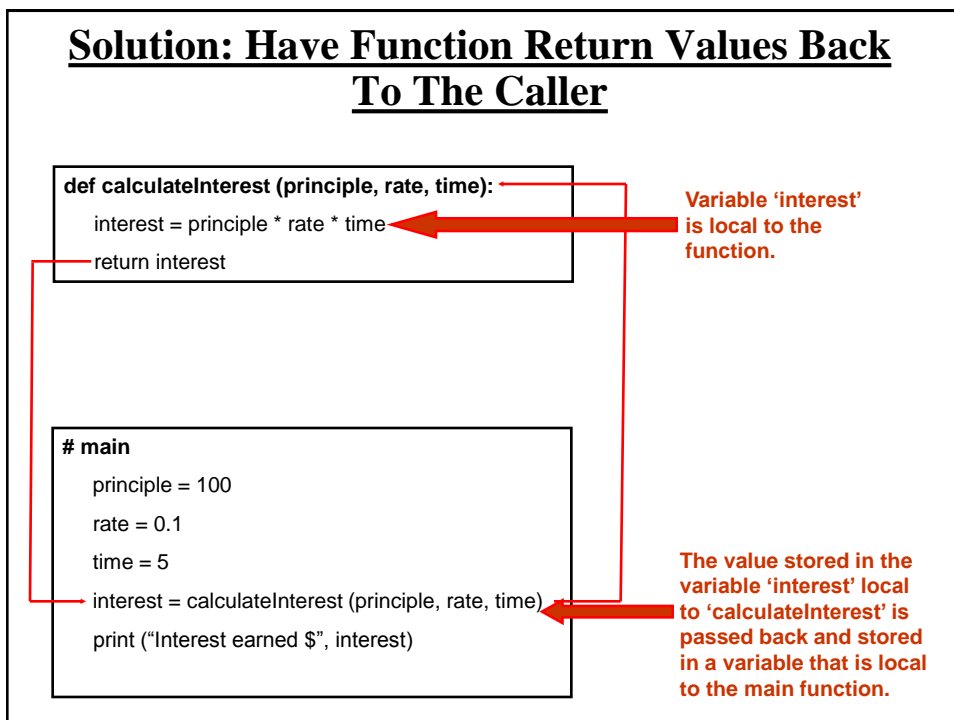 Solution: Have Function Return Values Back
To The Caller
def calculateInterest (principle, rate, time):
interest = principle * rate * time
return interest
Variable ‘interest’
is local to the
function.
# main
principle = 100
rate = 0.1
time = 5
interest = calculateInterest (principle, rate, time)
print (“Interest earned $”, interest)
The value stored in the
variable ‘interest’ local
to ‘calculateInterest’ is
passed back and stored
in a variable that is local
to the main function.